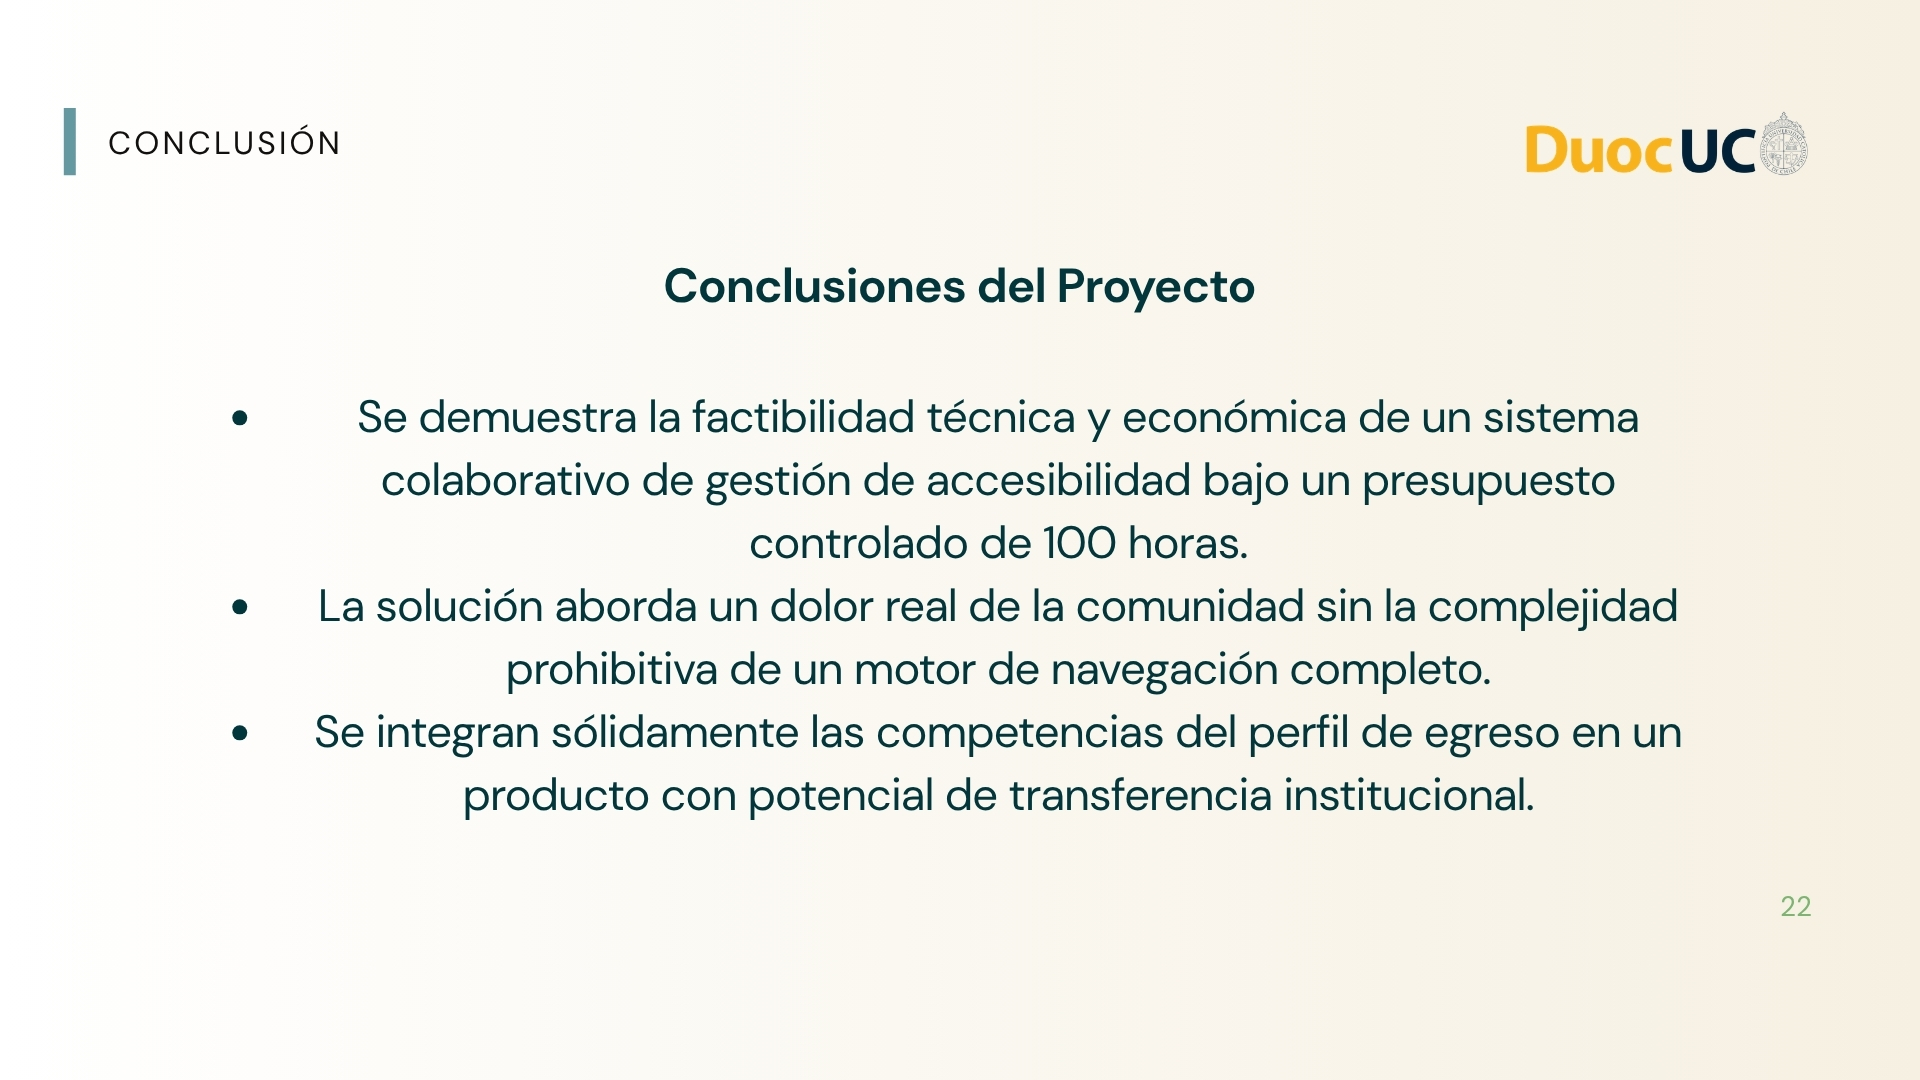 CONCLUSIÓN
Duoc UC
Conclusiones del Proyecto
• Se demuestra la factibilidad técnica y económica de un sistema
colaborativo de gestión de accesibilidad bajo un presupuesto
controlado de 100 horas.
• La solución aborda un dolor real de la comunidad sin la complejidad
prohibitiva de un motor de navegación completo.
• Se integran sólidamente las competencias del perfil de egreso en un
producto con potencial de transferencia institucional.
22